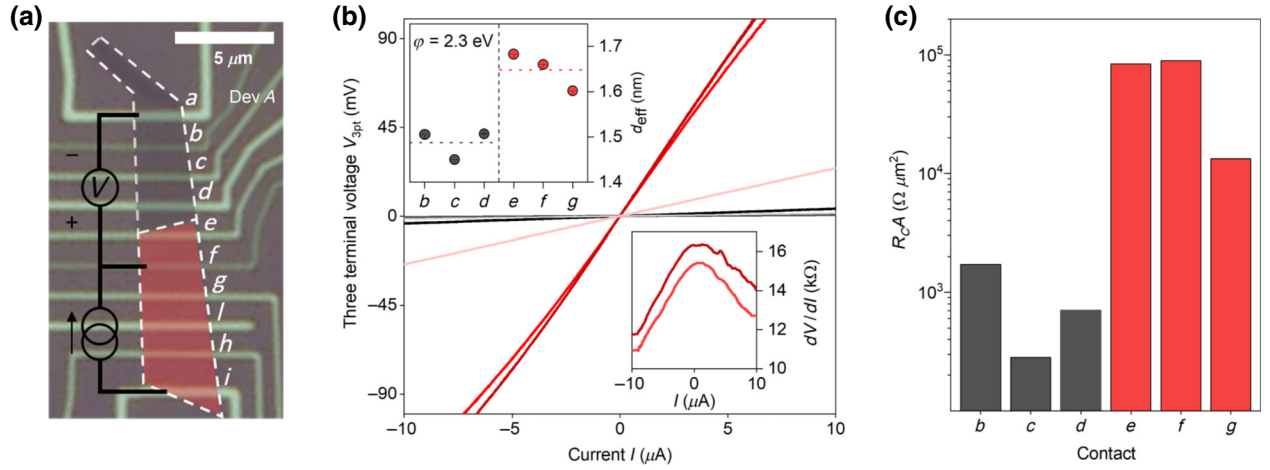 (a)
5 μm
Dev A
a
b
c
d
e
f
g
l
h
i
−
V
+
(b)
Three terminal voltage V3pt (mV)
90
45
0
−45
−90
−10
−5
0
5
10
Current I (μA)
φ = 2.3 eV
1.7
1.6
1.5
1.4
deff (nm)
b c d e f g
16
14
12
10
dV/dI (kΩ)
−10 0 10
I (μA)
(c)
RCA (Ω μm²)
10⁵
10⁴
10³
b c d e f g
Contact